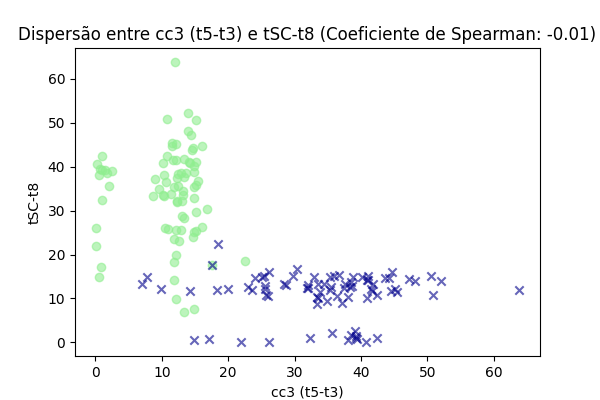 Dispersão entre cc3 (t5-t3) e tSC-t8 (Coeficiente de Spearman: -0.01)
60
50
40
30
20
10
0
tSC-t8
0 10 20 30 40 50 60
cc3 (t5-t3)